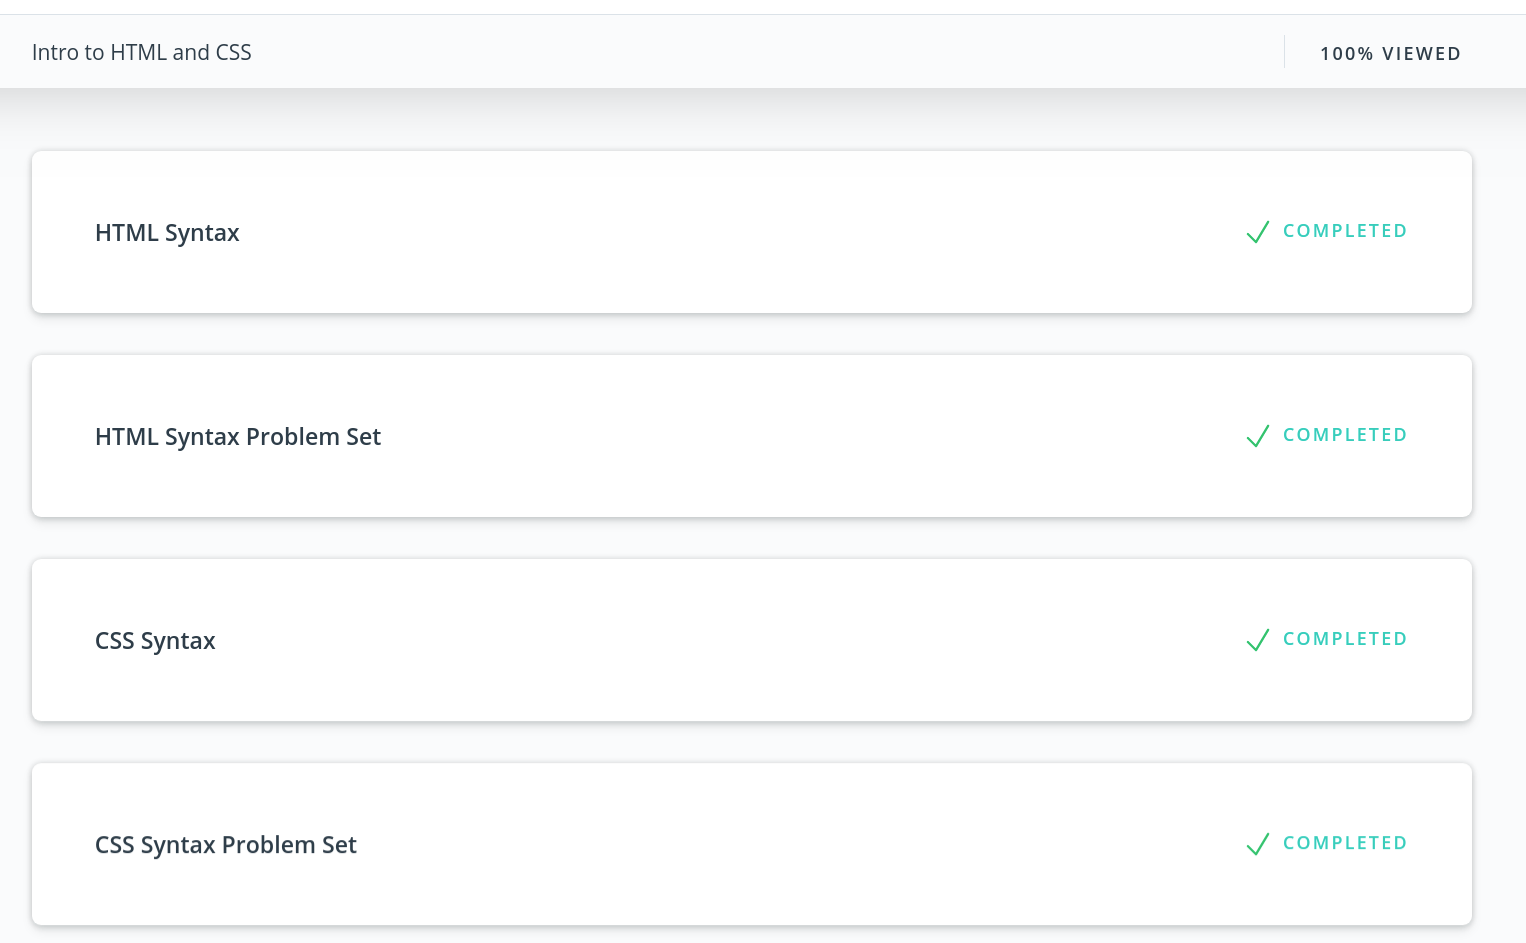 Intro to HTML and CSS
100% VIEWED
HTML Syntax
COMPLETED
HTML Syntax Problem Set
COMPLETED
CSS Syntax
COMPLETED
CSS Syntax Problem Set
COMPLETED